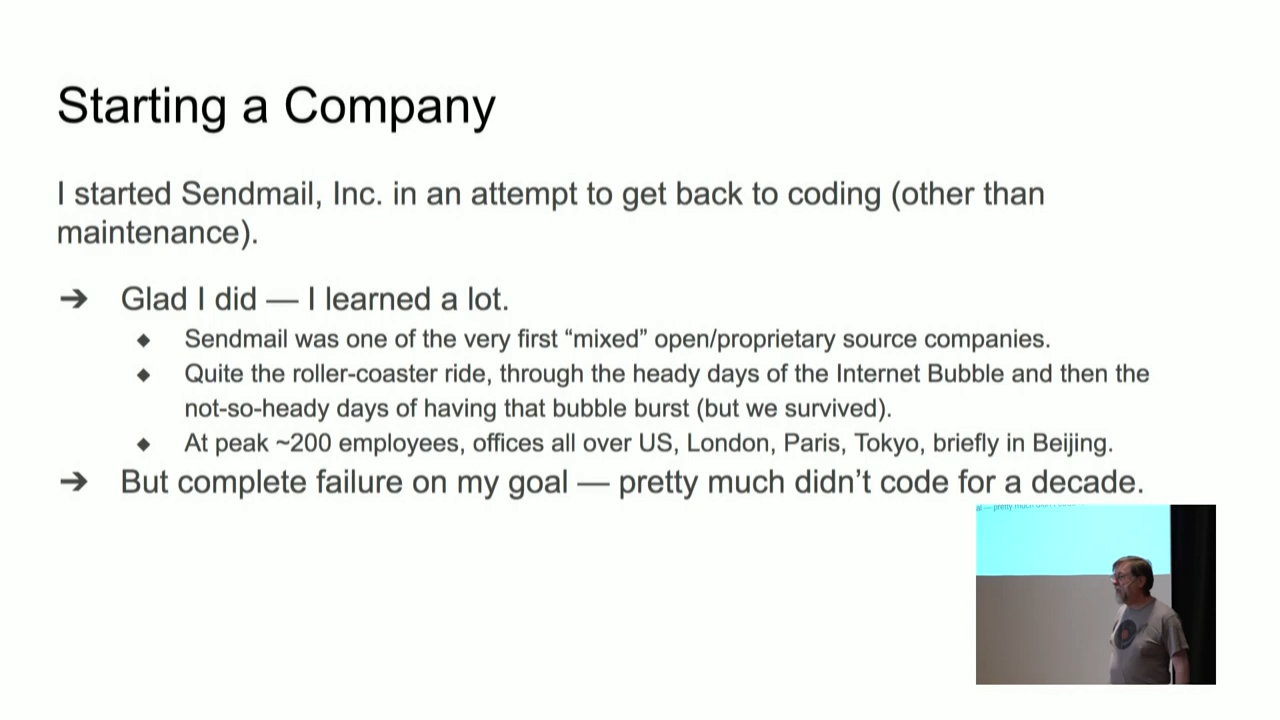 Starting a Company
I started Sendmail, Inc. in an attempt to get back to coding (other than
maintenance).
➔ Glad I did — I learned a lot.
◆ Sendmail was one of the very first “mixed” open/proprietary source companies.
◆ Quite the roller-coaster ride, through the heady days of the Internet Bubble and then the
not-so-heady days of having that bubble burst (but we survived).
◆ At peak ~200 employees, offices all over US, London, Paris, Tokyo, briefly in Beijing.
➔ But complete failure on my goal — pretty much didn’t code for a decade.